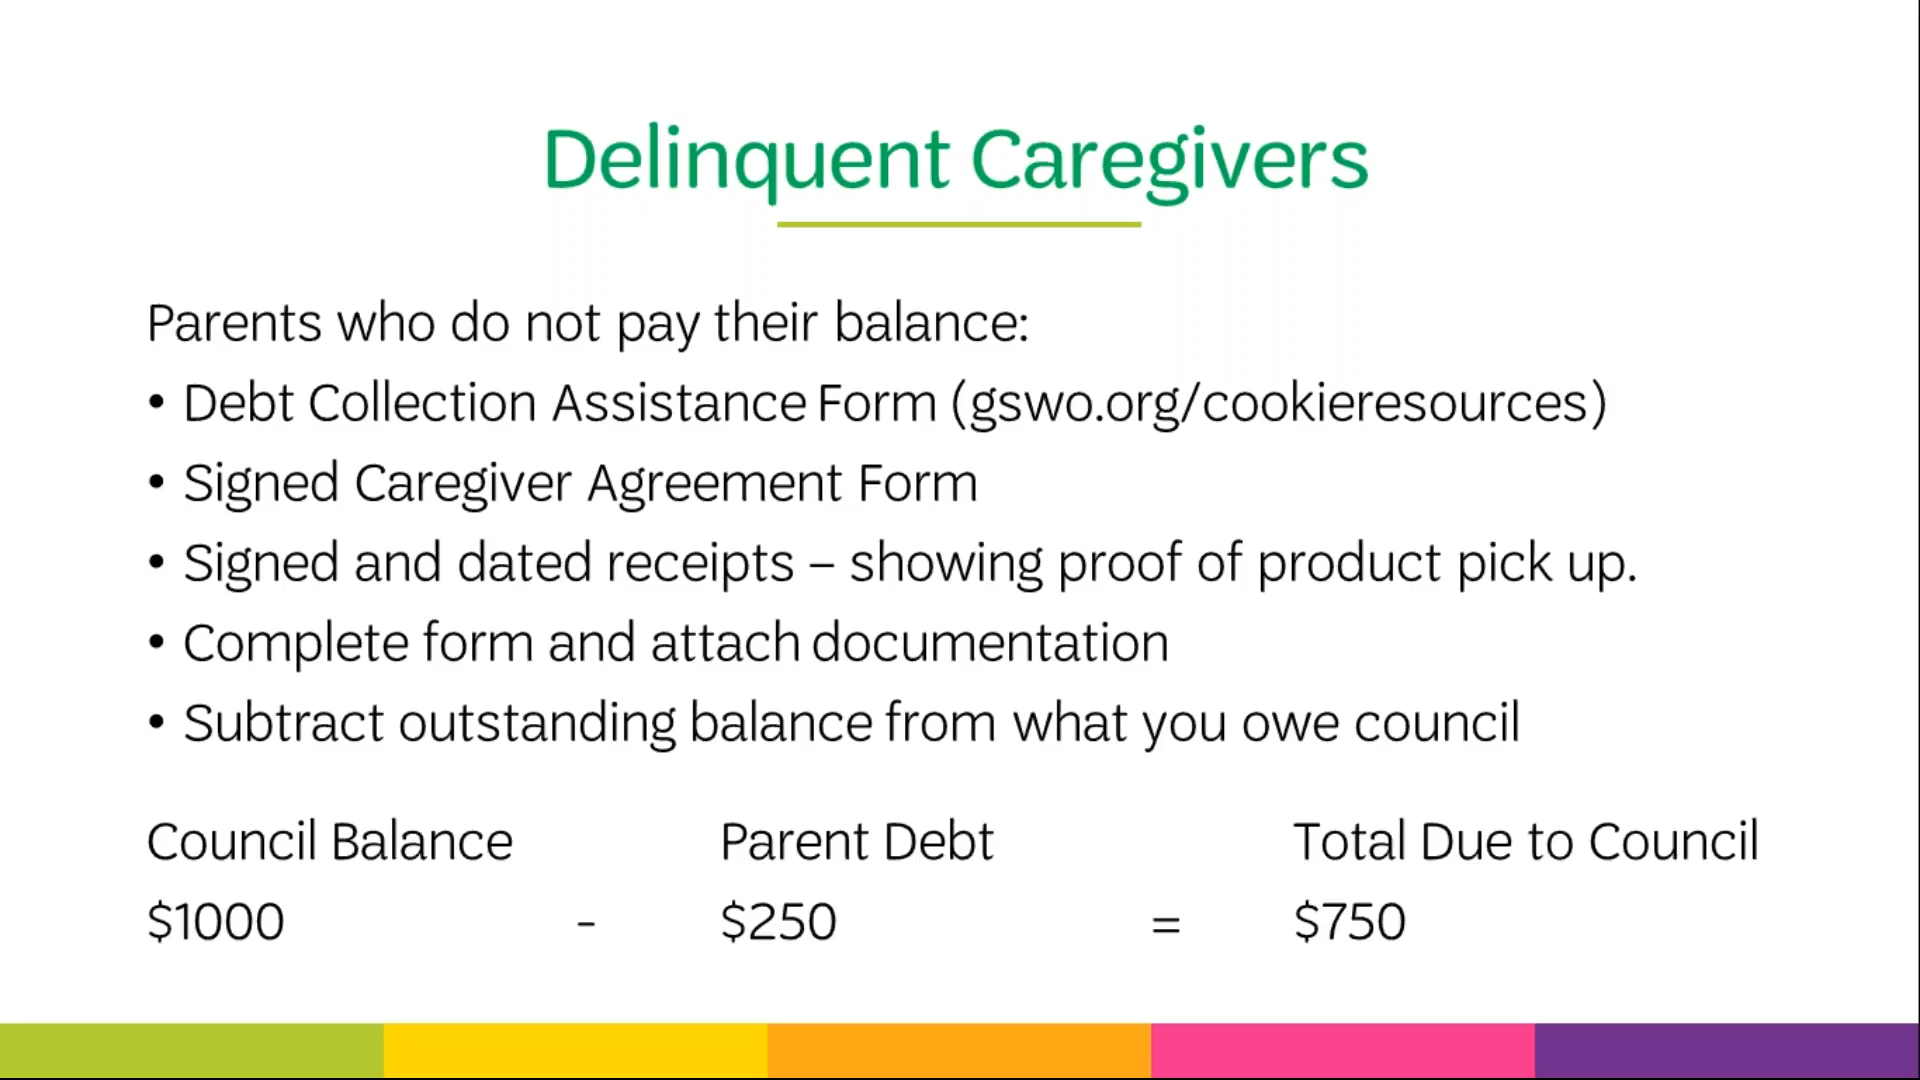 Delinquent Caregivers
Parents who do not pay their balance:
• Debt Collection Assistance Form (gswo.org/cookieresources)
• Signed Caregiver Agreement Form
• Signed and dated receipts – showing proof of product pick up.
• Complete form and attach documentation
• Subtract outstanding balance from what you owe council
Council Balance Parent Debt Total Due to Council
$1000 - $250 = $750